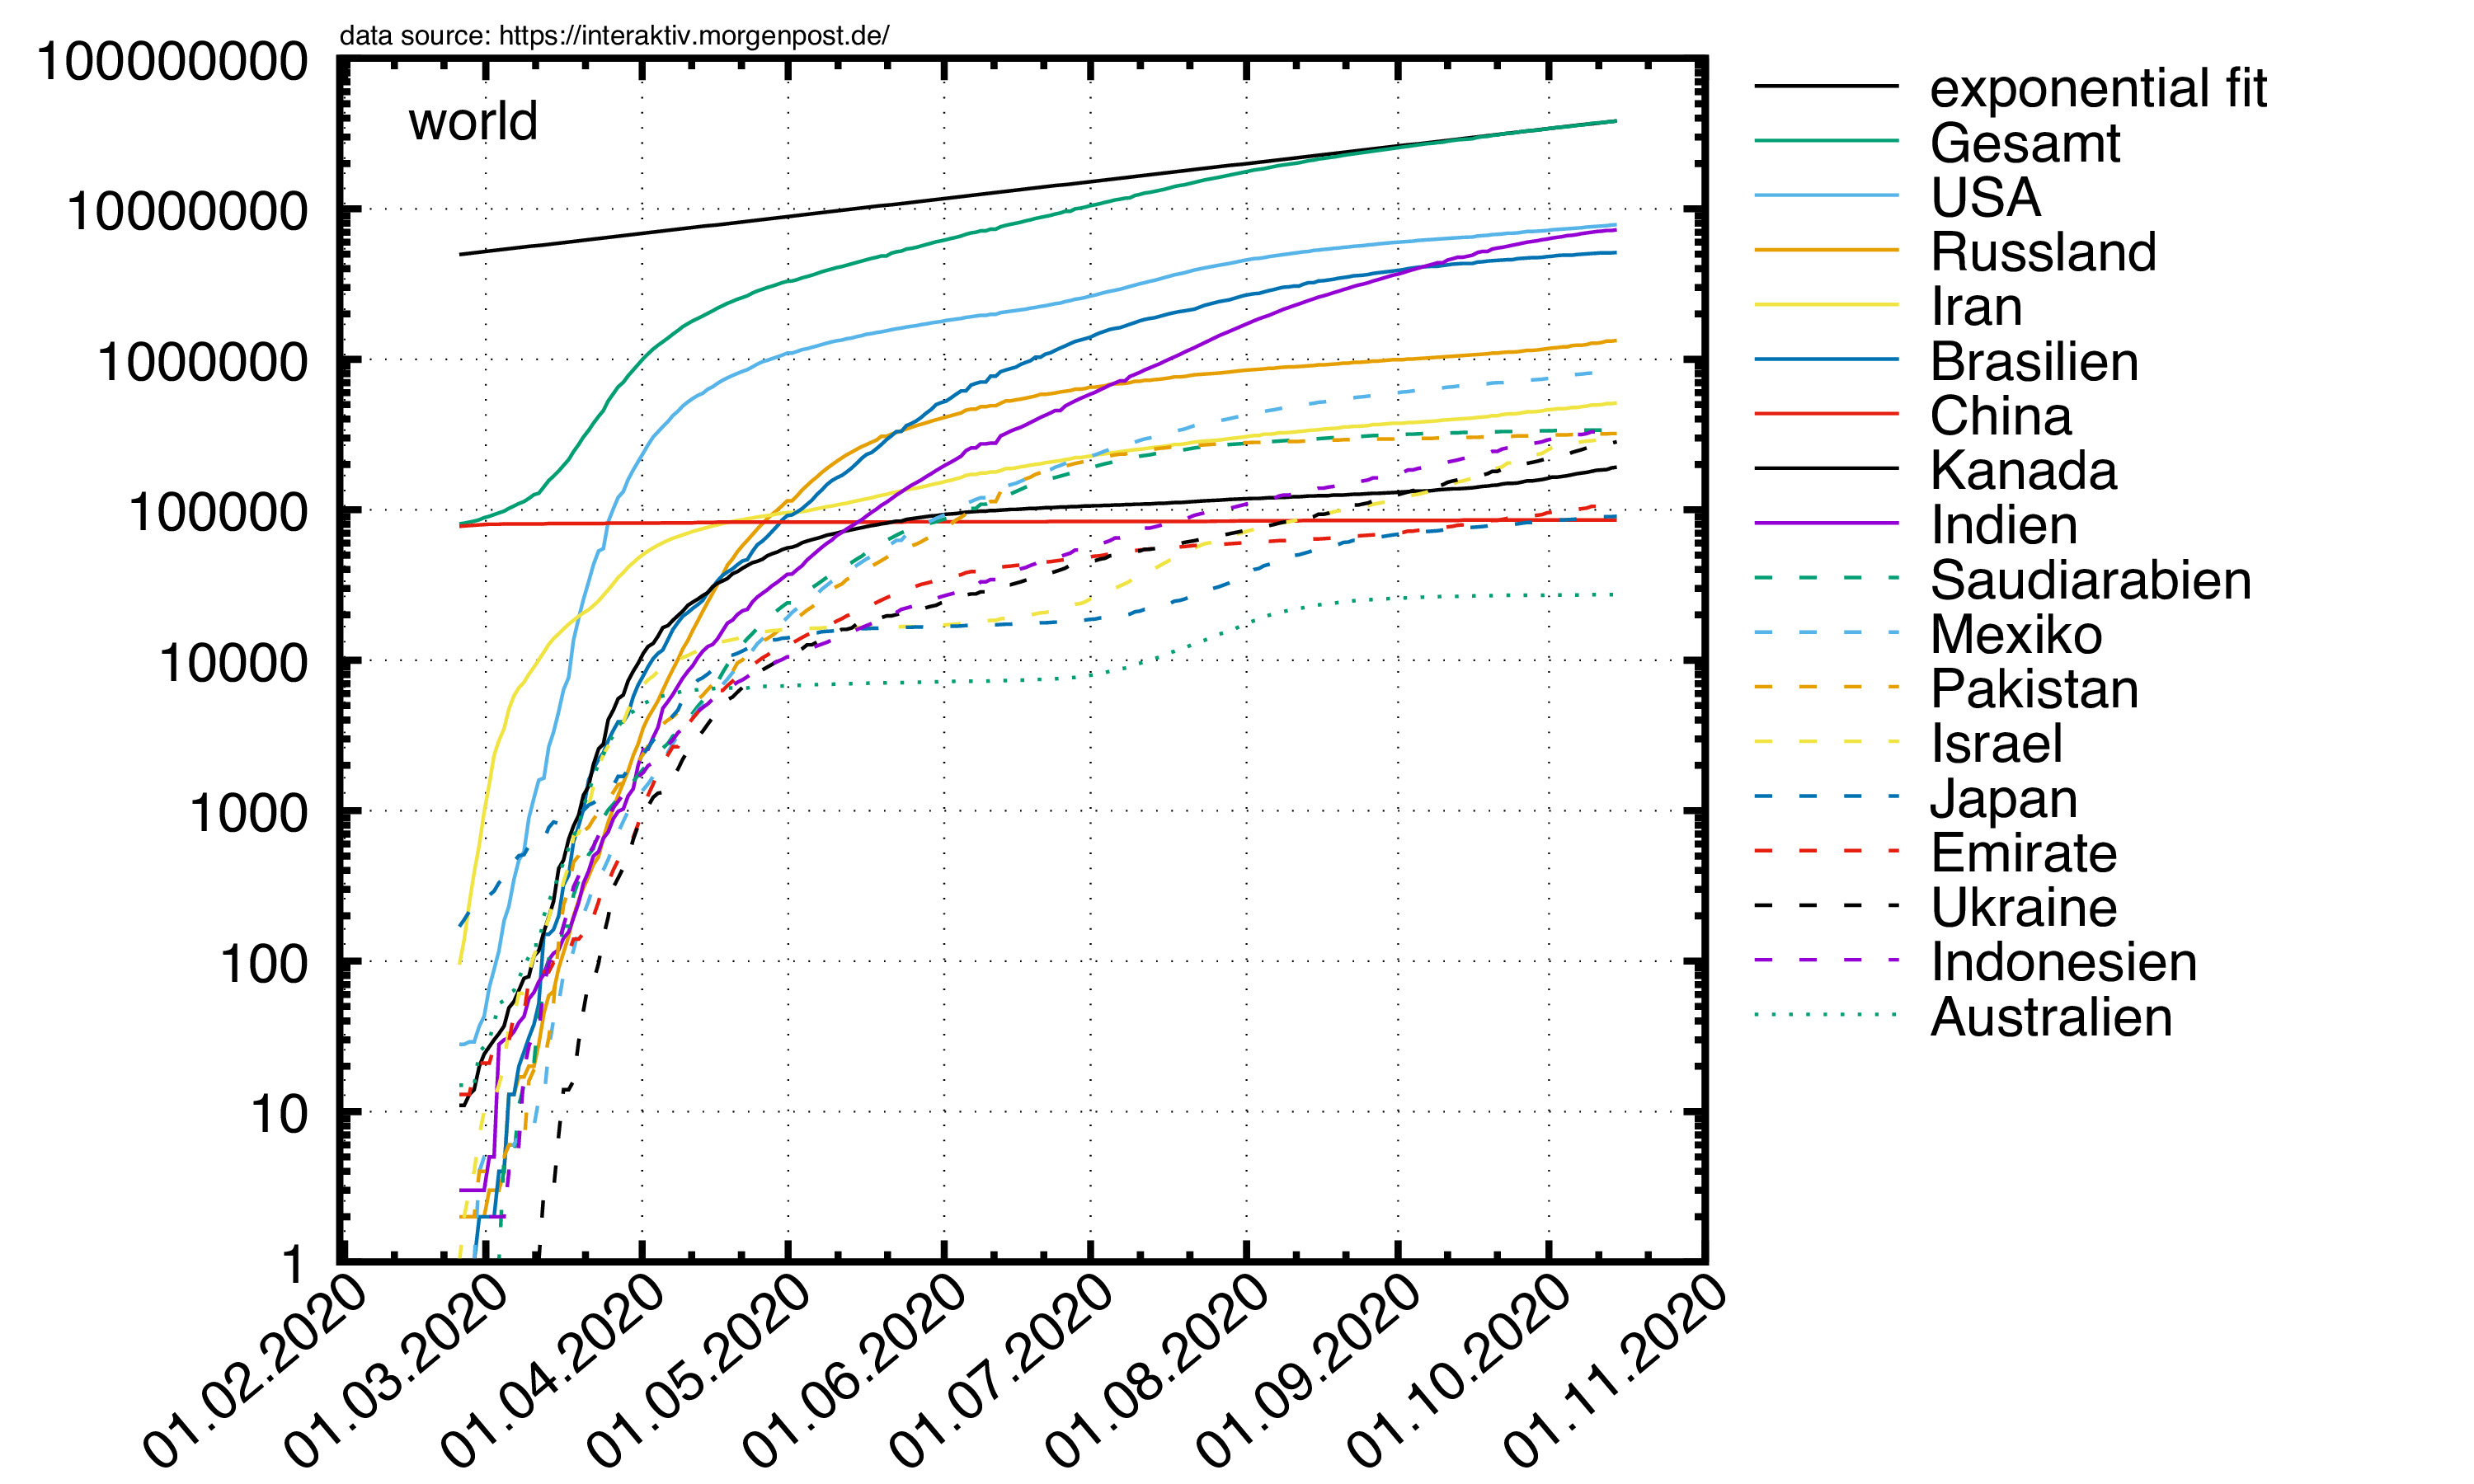 data source: https://interaktiv.morgenpost.de/
100000000
10000000
1000000
100000
10000
1000
100
10
1
world
01.02.2020
01.03.2020
01.04.2020
01.05.2020
01.06.2020
01.07.2020
01.08.2020
01.09.2020
01.10.2020
01.11.2020
exponential fit
Gesamt
USA
Russland
Iran
Brasilien
China
Kanada
Indien
Saudiarabien
Mexiko
Pakistan
Israel
Japan
Emirate
Ukraine
Indonesien
Australien